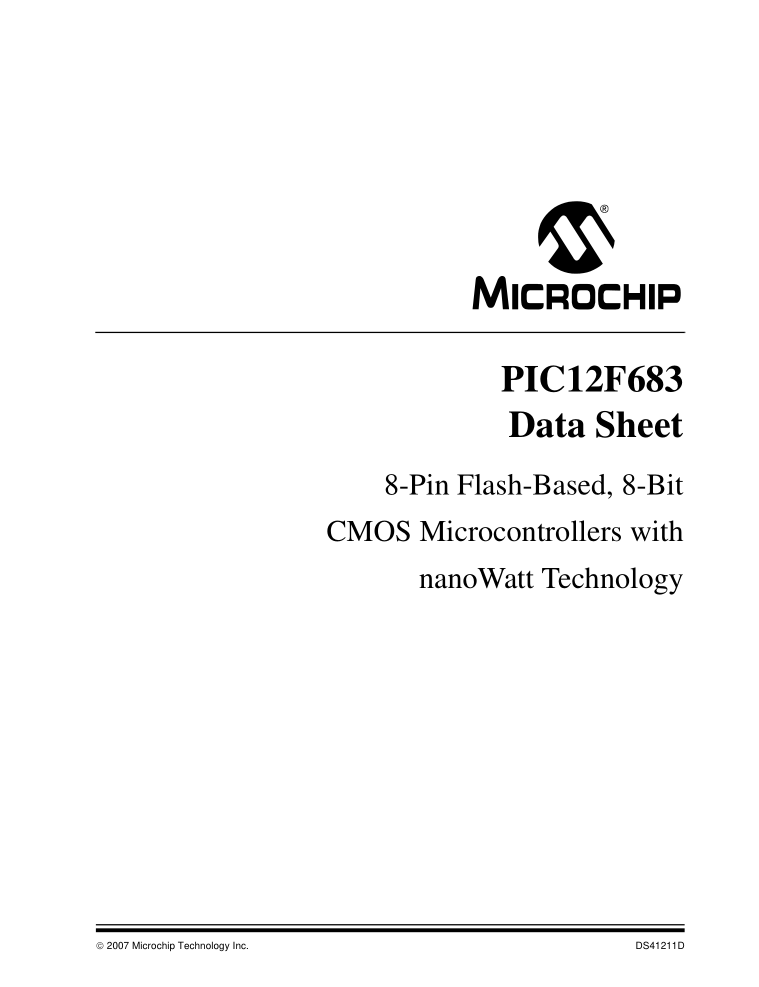 ®
MICROCHIP
PIC12F683
Data Sheet
8-Pin Flash-Based, 8-Bit
CMOS Microcontrollers with
nanoWatt Technology
© 2007 Microchip Technology Inc.
DS41211D